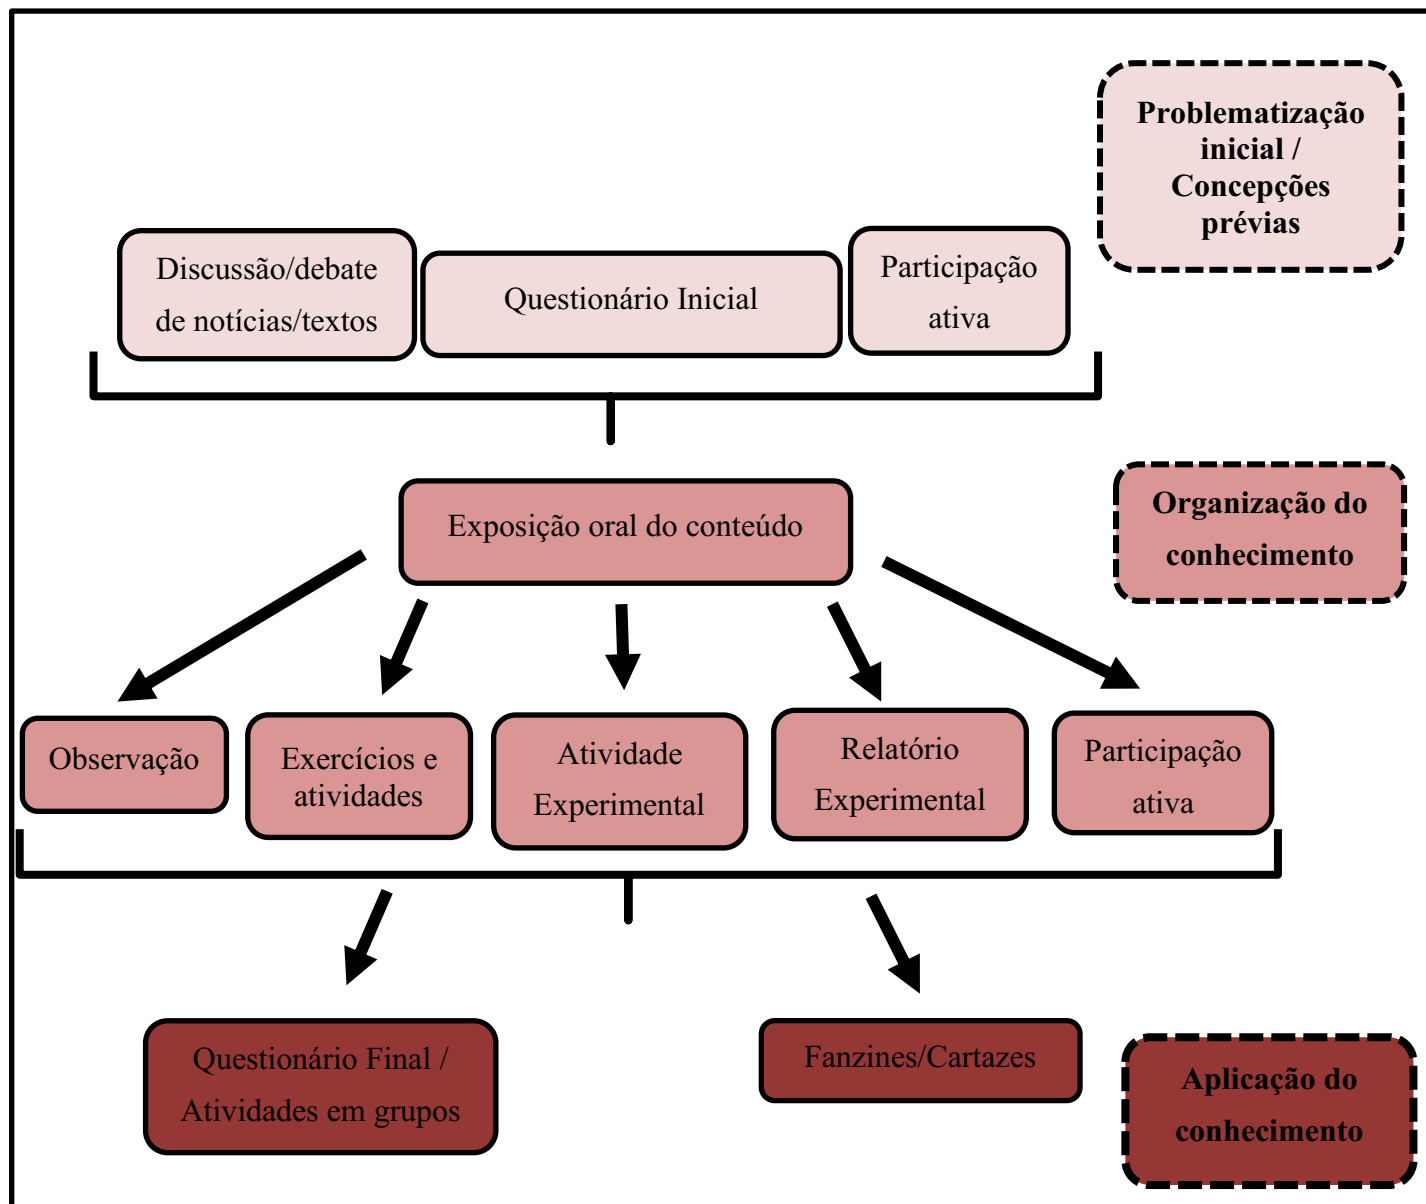 Problematização
inicial /
Concepções
prévias
Discussão/debate
de notícias/textos
Questionário Inicial
Participação
ativa
Exposição oral do conteúdo
Organização do
conhecimento
Observação
Exercícios e
atividades
Atividade
Experimental
Relatório
Experimental
Participação
ativa
Questionário Final /
Atividades em grupos
Fanzines/Cartazes
Aplicação do
conhecimento